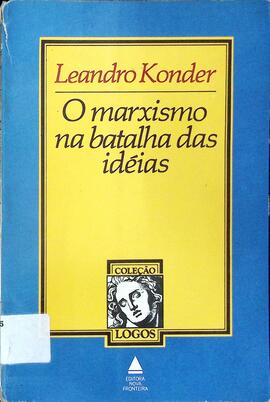 Leandro Konder
O marxismo
na batalha das
idéias
COLEÇÃO
LOGOS
EDITORA
NOVA
FRONTEIRA